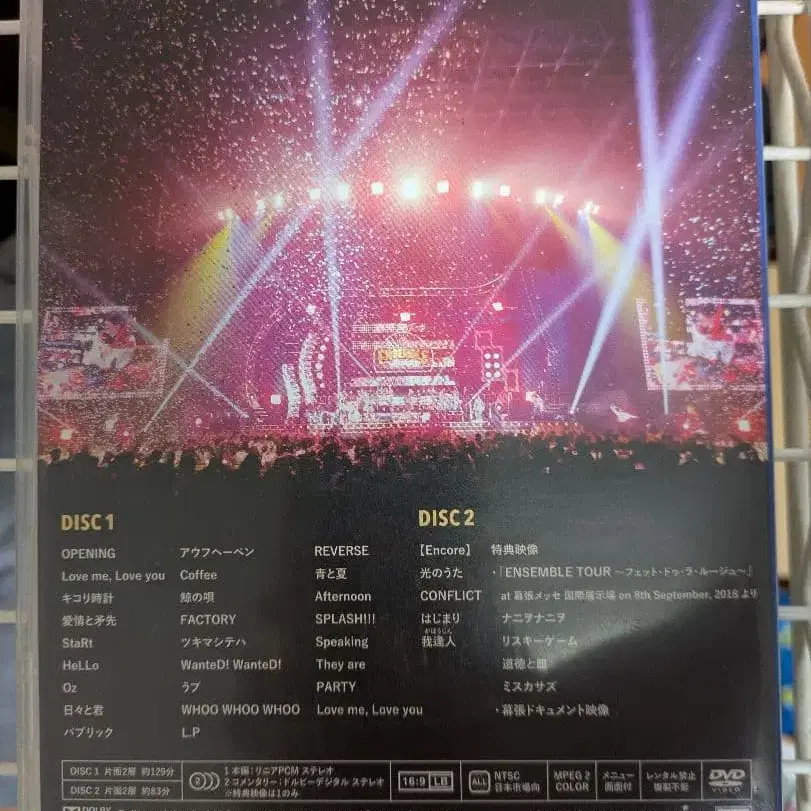 ENSEMBLE
DISC 1
OPENING
Love me, Love you
キコリ時計
愛情と矛先
StaRt
HeLLo
Oz
日々と君
パブリック
アウフヘーベン
Coffee
鯨の唄
FACTORY
ツキマシテハ
WanteD! WanteD!
うブ
WHOO WHOO WHOO
L.P
REVERSE
青と夏
Afternoon
SPLASH!!!
Speaking
They are
PARTY
Love me, Love you
DISC 2
【Encore】
光のうた
CONFLICT
はじまり
がほうじん
我逢人
特典映像
・「ENSEMBLE TOUR 〜フェット・ドゥ・ラ・ルージュ〜」
at 幕張メッセ 国際展示場 on 8th September, 2018 より
ナニヲナニヲ
リスキーゲーム
道徳と皿
ミスカサズ
・幕張ドキュメント映像
DISC 1 片面2層 約129分
DISC 2 片面2層 約83分
2
1 本編:リニアPCM ステレオ
2 コメンタリー:ドルビーデジタル ステレオ
※特典映像は1のみ
16:9 LB
ALL
NTSC
日本市場向
MPEG 2
COLOR
メニュー
画面付
レンタル禁止
複製不能
DVD
VIDEO
DOLBY